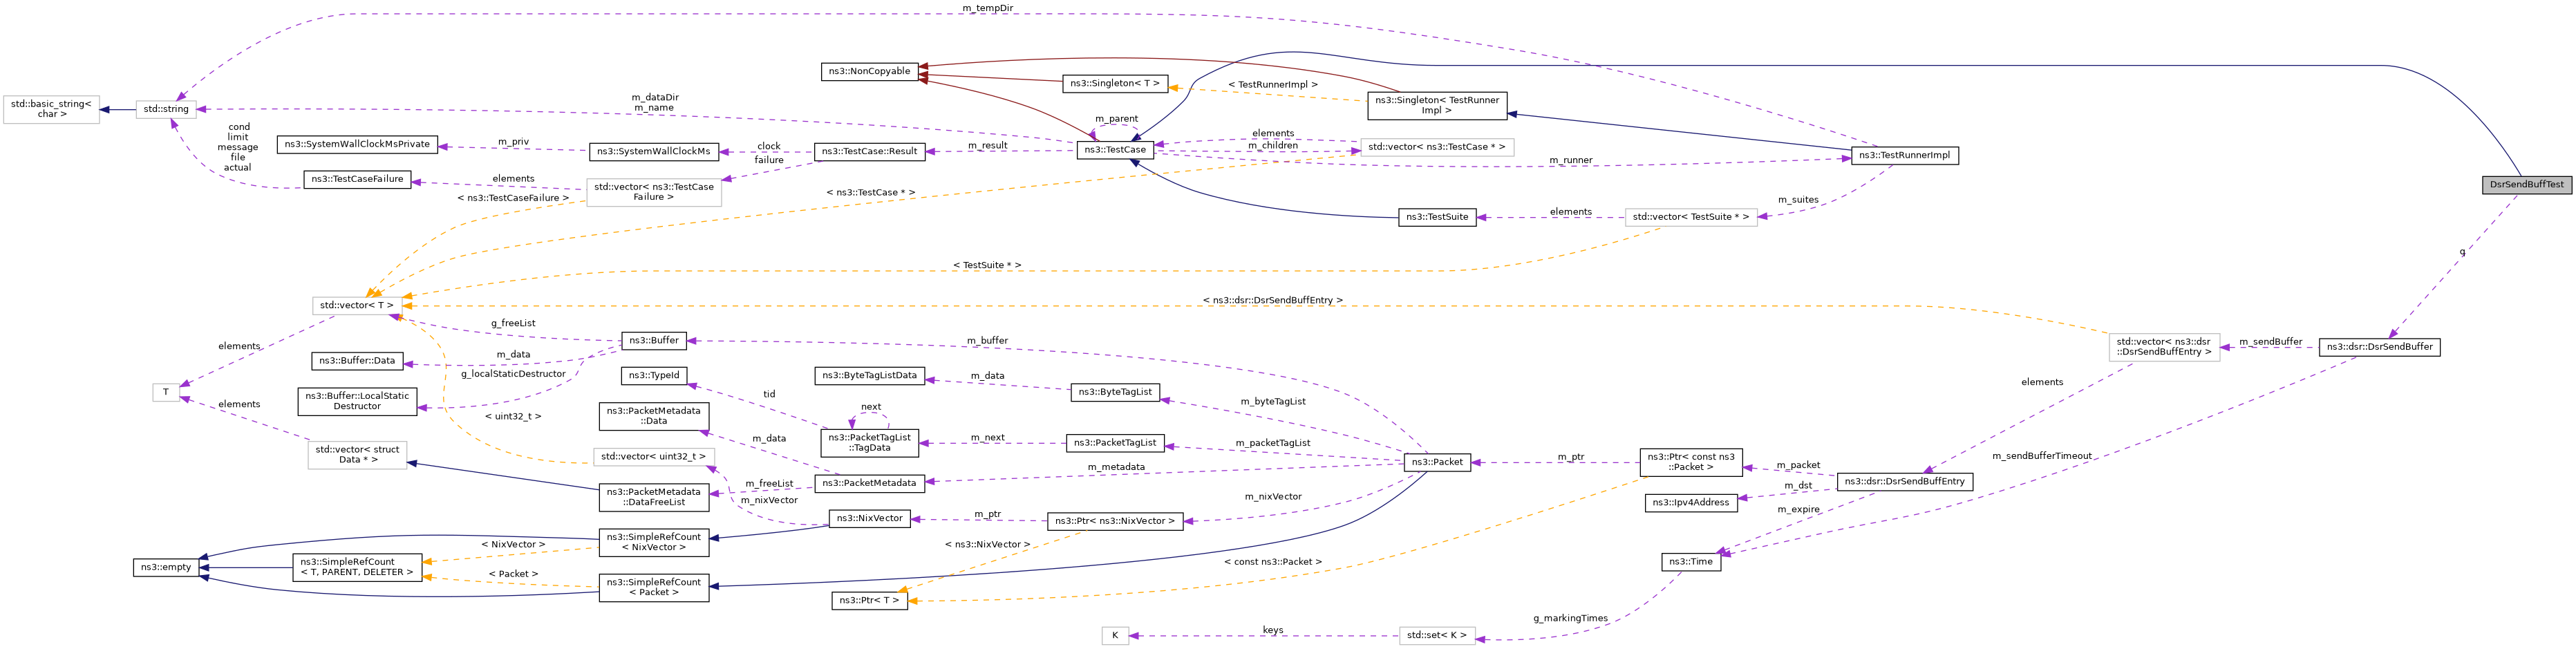 m_tempDir
ns3::NonCopyable
ns3::Singleton< T >
< TestRunnerImpl >
ns3::Singleton< TestRunner
Impl >
std::basic_string<
char >
std::string
m_dataDir
m_name
m_parent
cond
limit
message
file
actual
ns3::SystemWallClockMsPrivate
m_priv
ns3::SystemWallClockMs
clock
failure
ns3::TestCase::Result
m_result
ns3::TestCase
elements
m_children
std::vector< ns3::TestCase * >
m_runner
ns3::TestRunnerImpl
ns3::TestCaseFailure
elements
std::vector< ns3::TestCase
Failure >
DsrSendBuffTest
< ns3::TestCaseFailure >
< ns3::TestCase * >
m_suites
ns3::TestSuite
elements
std::vector< TestSuite * >
g
< TestSuite * >
std::vector< T >
< ns3::dsr::DsrSendBuffEntry >
g_freeList
elements
ns3::Buffer
m_buffer
std::vector< ns3::dsr
::DsrSendBuffEntry >
m_sendBuffer
ns3::dsr::DsrSendBuffer
ns3::Buffer::Data
m_data
g_localStaticDestructor
ns3::TypeId
ns3::ByteTagListData
m_data
ns3::ByteTagList
elements
T
ns3::Buffer::LocalStatic
Destructor
tid
m_byteTagList
elements
< uint32_t >
ns3::PacketMetadata
::Data
next
m_data
ns3::PacketTagList
::TagData
m_next
ns3::PacketTagList
m_packetTagList
std::vector< struct
Data * >
std::vector< uint32_t >
m_metadata
ns3::Packet
m_ptr
ns3::Ptr< const ns3
::Packet >
m_packet
m_sendBufferTimeout
ns3::PacketMetadata
::DataFreeList
m_freeList
m_nixVector
ns3::PacketMetadata
m_nixVector
m_dst
ns3::dsr::DsrSendBuffEntry
ns3::Ipv4Address
m_expire
ns3::NixVector
m_ptr
ns3::Ptr< ns3::NixVector >
ns3::SimpleRefCount
< NixVector >
< NixVector >
< ns3::NixVector >
< const ns3::Packet >
ns3::empty
ns3::SimpleRefCount
< T, PARENT, DELETER >
< Packet >
ns3::SimpleRefCount
< Packet >
ns3::Time
ns3::Ptr< T >
g_markingTimes
K
keys
std::set< K >